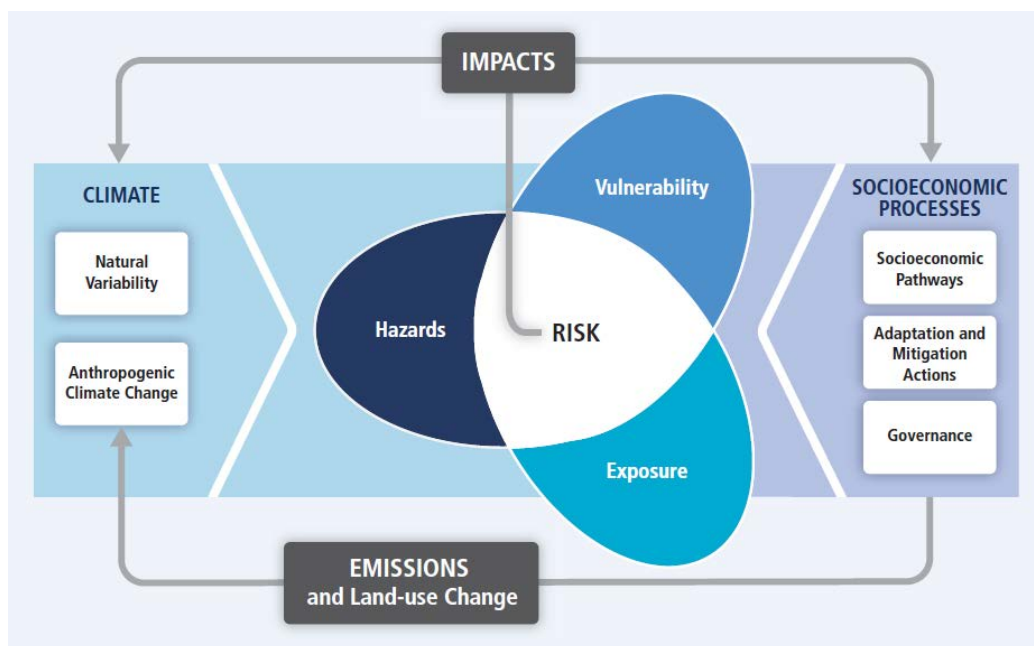 IMPACTS
CLIMATE
Natural
Variability
Anthropogenic
Climate Change
Vulnerability
Hazards
RISK
Exposure
SOCIOECONOMIC
PROCESSES
Socioeconomic
Pathways
Adaptation and
Mitigation
Actions
Governance
EMISSIONS
and Land-use Change